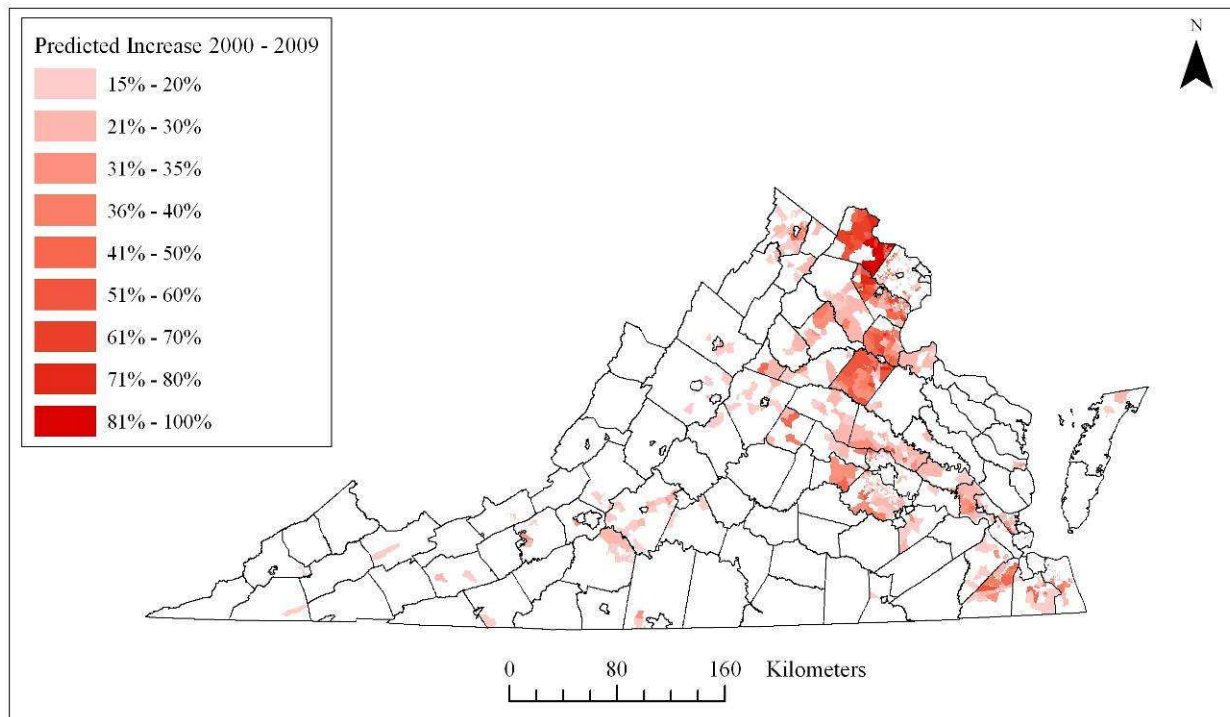 Predicted Increase 2000 - 2009
15% - 20%
21% - 30%
31% - 35%
36% - 40%
41% - 50%
51% - 60%
61% - 70%
71% - 80%
81% - 100%
N
0 80 160 Kilometers